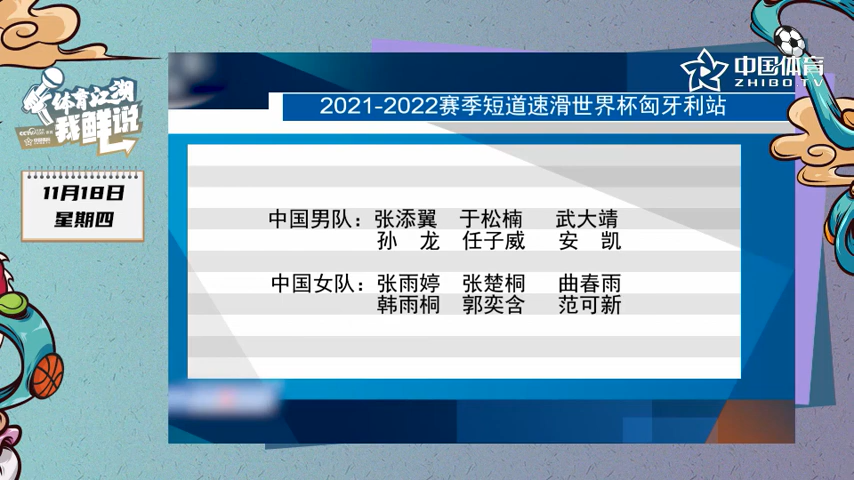 中国体育
ZHIBO.TV
体育江湖
我鲜说
11月18日
星期四
2021-2022赛季短道速滑世界杯匈牙利站
中国男队：张添翼 于松楠 武大靖
孙 龙 任子威 安 凯
中国女队：张雨婷 张楚桐 曲春雨
韩雨桐 郭奕含 范可新